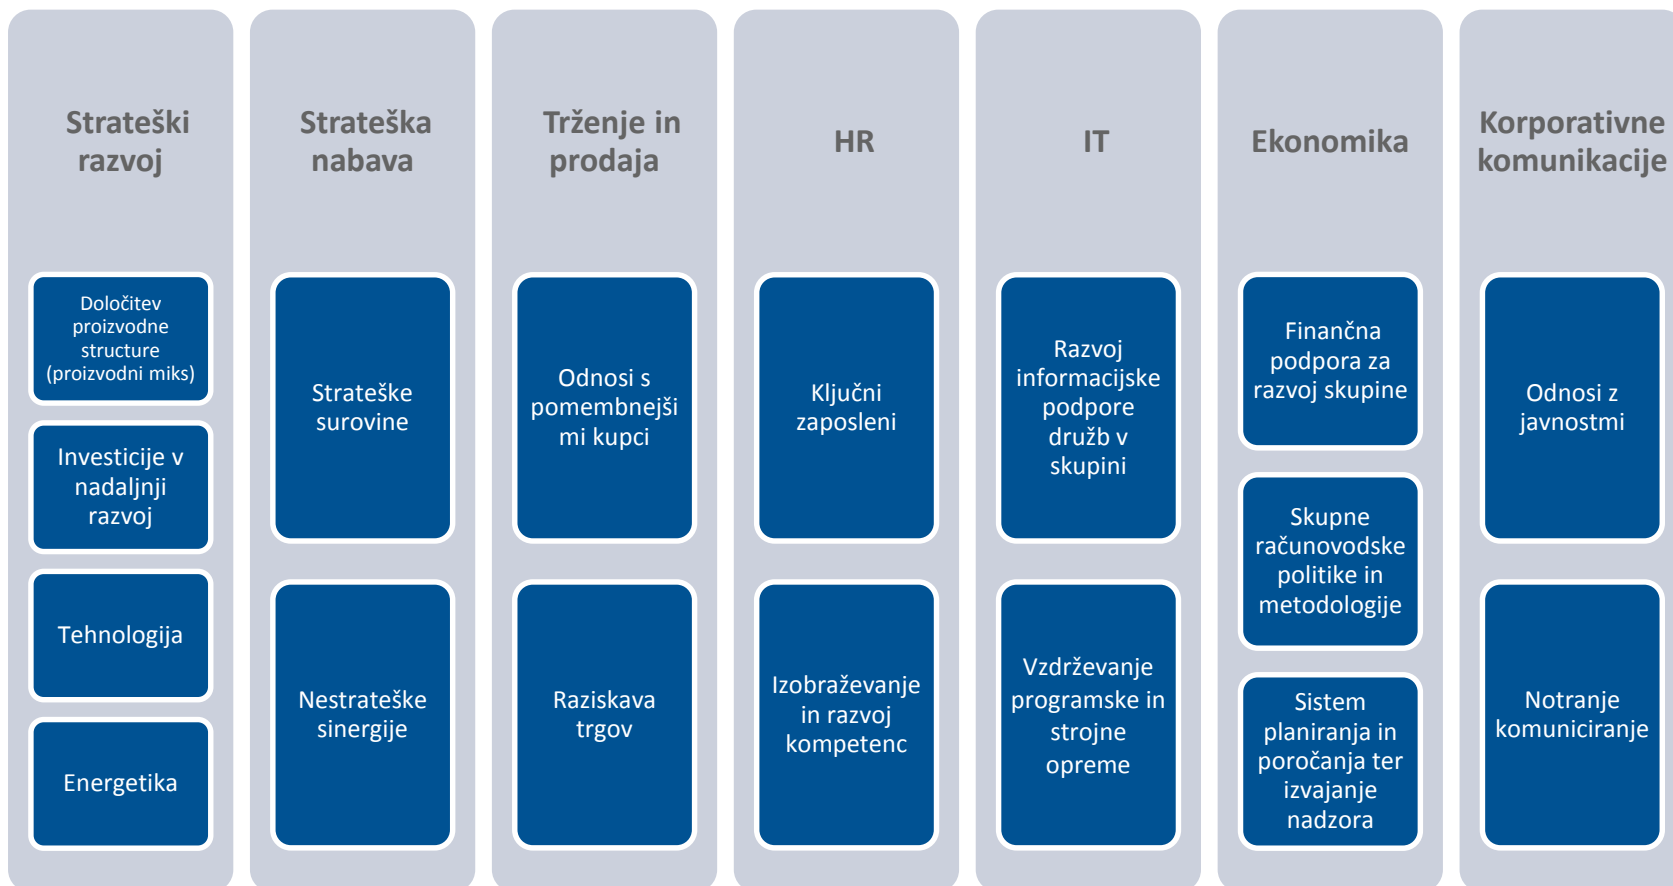 Strateški
razvoj
Določitev
proizvodne
structure
(proizvodni miks)
Investicije v
nadaljnji
razvoj
Tehnologija
Energetika
Strateška
nabava
Strateške
surovine
Nestrateške
sinergije
Trženje in
prodaja
Odnosi s
pomembnejši
mi kupci
Raziskava
trgov
HR
Ključni
zaposleni
Izobraževanje
in razvoj
kompetenc
IT
Razvoj
informacijske
podpore
družb v
skupini
Vzdrževanje
programske in
strojne
opreme
Ekonomika
Finančna
podpora za
razvoj skupine
Skupne
računovodske
politike in
metodologije
Sistem
planiranja in
poročanja ter
izvajanje
nadzora
Korporativne
komunikacije
Odnosi z
javnostmi
Notranje
komuniciranje